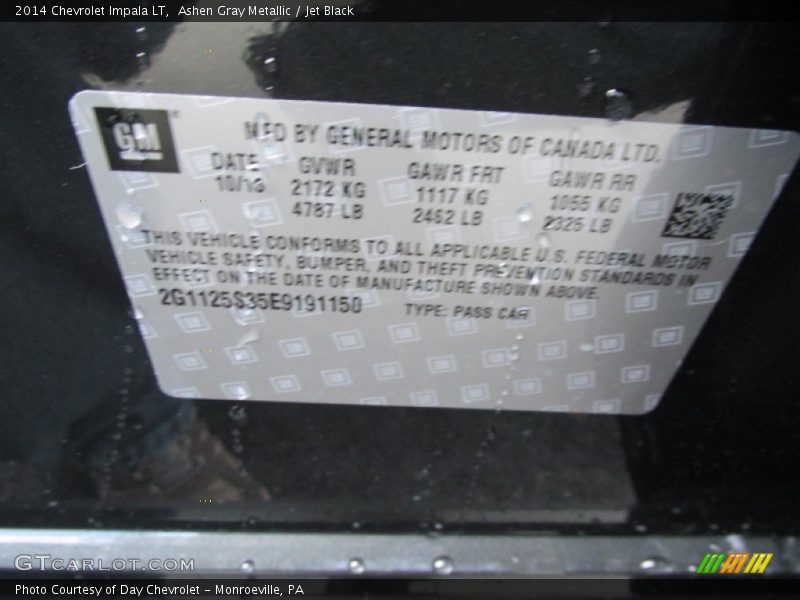 2014 Chevrolet Impala LT, Ashen Gray Metallic / Jet Black
GM
MFD BY GENERAL MOTORS OF CANADA LTD.
DATE GVWR GAWR FRT GAWR RR
10/13 2172 KG 1117 KG 1055 KG
4787 LB 2462 LB 2325 LB
THIS VEHICLE CONFORMS TO ALL APPLICABLE U.S. FEDERAL MOTOR
VEHICLE SAFETY, BUMPER, AND THEFT PREVENTION STANDARDS IN
EFFECT ON THE DATE OF MANUFACTURE SHOWN ABOVE.
2G1125S35E9191150 TYPE: PASS CAR
GTCARLOT.COM
Photo Courtesy of Day Chevrolet - Monroeville, PA